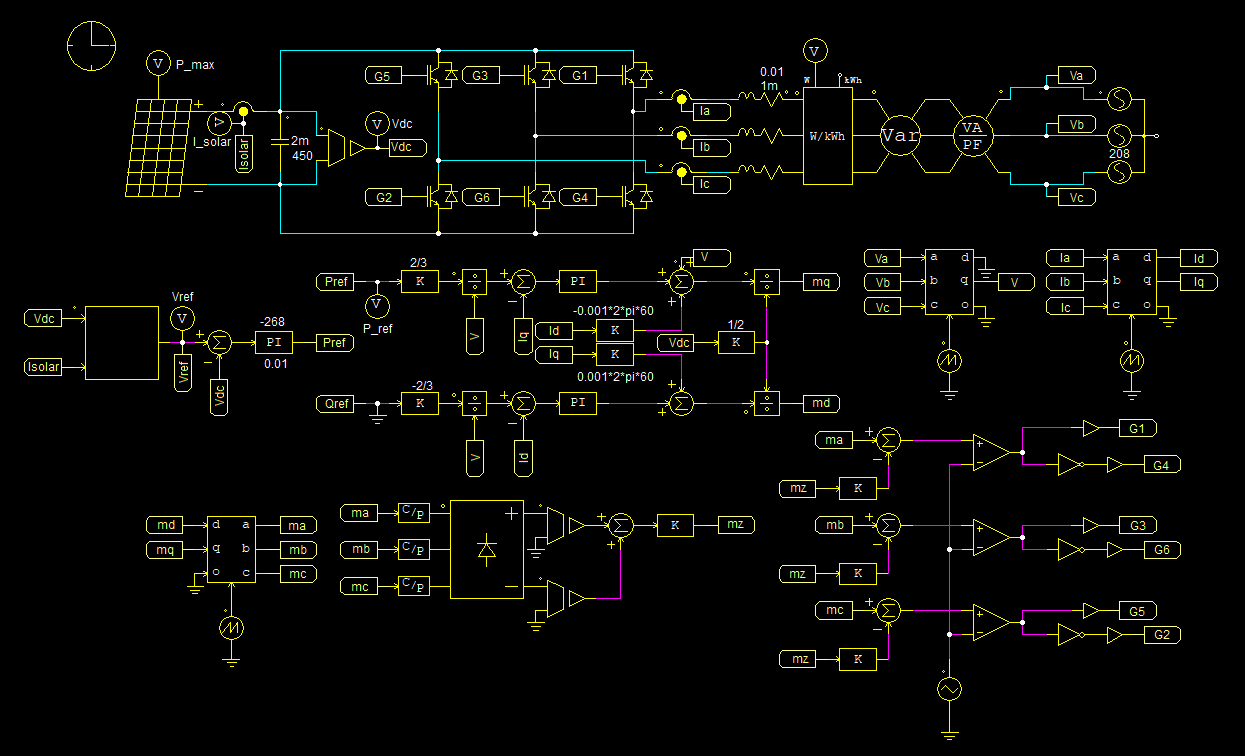 V
P_max
+
−
V
I_solar
Isolar
2m
450
V
Vdc
Vdc
G5
G3
G1
G2
G6
G4
Ia
Ib
Ic
0.01
1m
V
W
kWh
W/kWh
Var
VA
PF
Va
Vb
Vc
208
Vdc
Isolar
Vref
V
Vref
+
−
Σ
Vdc
-268
PI
0.01
Pref
Pref
V
P_ref
2/3
K
÷
V
+
−
Σ
Iq
PI
+
+
+
Σ
V
÷
mq
-0.001*2*pi*60
Id
K
Iq
K
0.001*2*pi*60
Vdc
1/2
K
Qref
-2/3
K
÷
V
+
−
Σ
Id
PI
+
+
Σ
÷
md
Va
Vb
Vc
a
b
c
d
q
o
V
Ia
Ib
Ic
a
b
c
d
q
o
Id
Iq
md
mq
d
q
o
a
b
c
ma
mb
mc
ma
mb
mc
C/p
C/p
C/p
+
−
+
+
Σ
K
mz
ma
+
−
Σ
mz
K
+
−
G1
G4
mb
+
−
Σ
mz
K
+
−
G3
G6
mc
+
−
Σ
mz
K
+
−
G5
G2